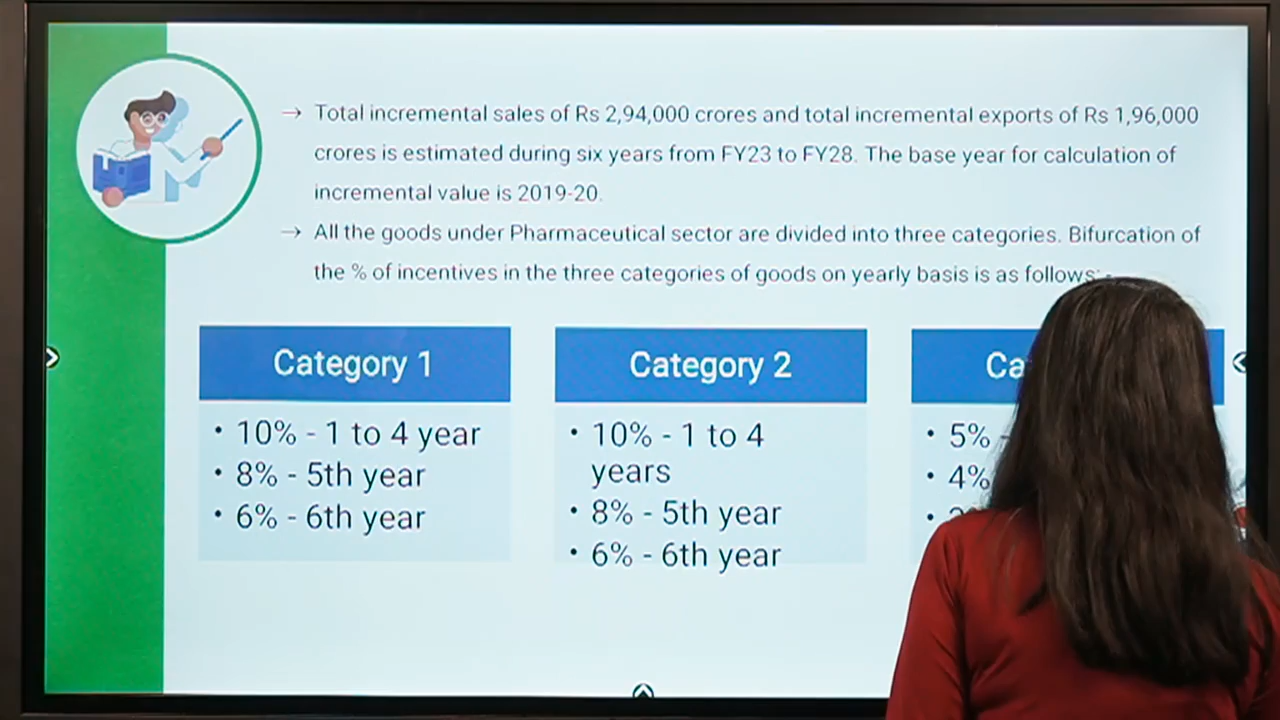 → Total incremental sales of Rs 2,94,000 crores and total incremental exports of Rs 1,96,000
crores is estimated during six years from FY23 to FY28. The base year for calculation of
incremental value is 2019-20.
→ All the goods under Pharmaceutical sector are divided into three categories. Bifurcation of
the % of incentives in the three categories of goods on yearly basis is as follows: -
Category 1
• 10% - 1 to 4 year
• 8% - 5th year
• 6% - 6th year
Category 2
• 10% - 1 to 4
years
• 8% - 5th year
• 6% - 6th year
• 5% -
• 4%